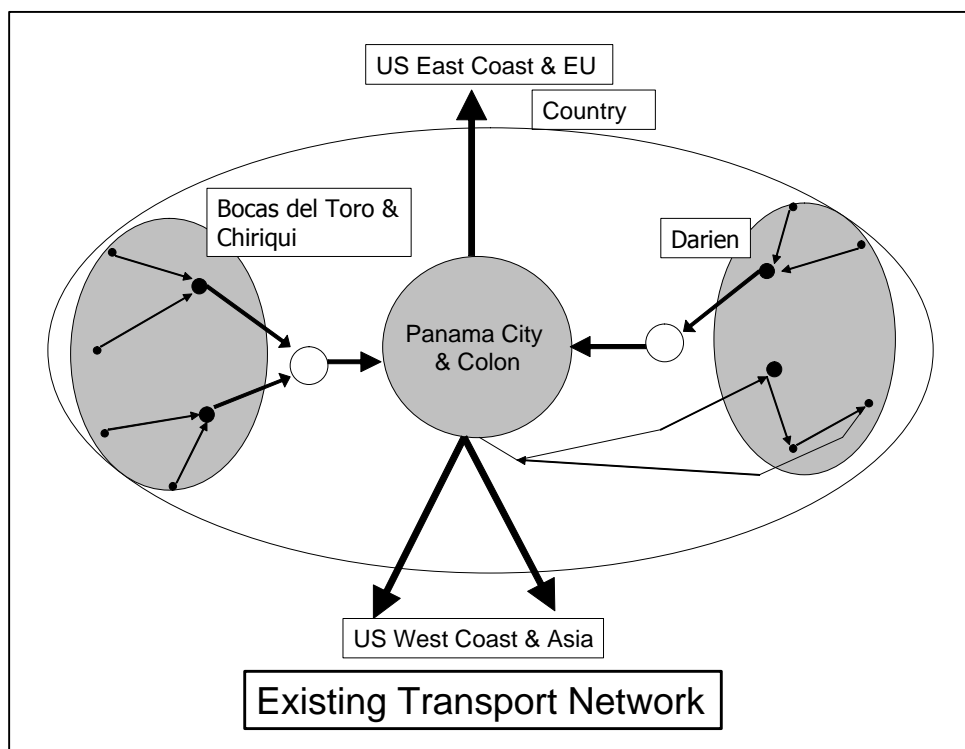 US East Coast & EU
Country
Bocas del Toro &
Chiriqui
Darien
Panama City
& Colon
US West Coast & Asia
Existing Transport Network